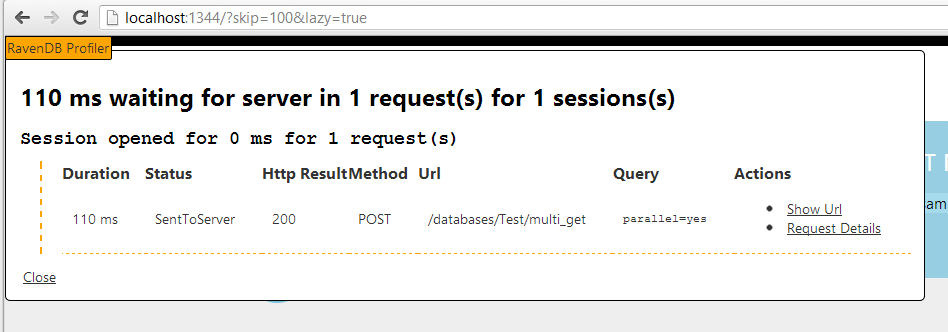 localhost:1344/?skip=100&lazy=true
RavenDB Profiler
110 ms waiting for server in 1 request(s) for 1 sessions(s)
Session opened for 0 ms for 1 request(s)
Duration Status Http Result Method Url Query Actions
110 ms SentToServer 200 POST /databases/Test/multi_get parallel=yes
Show Url
Request Details
Close